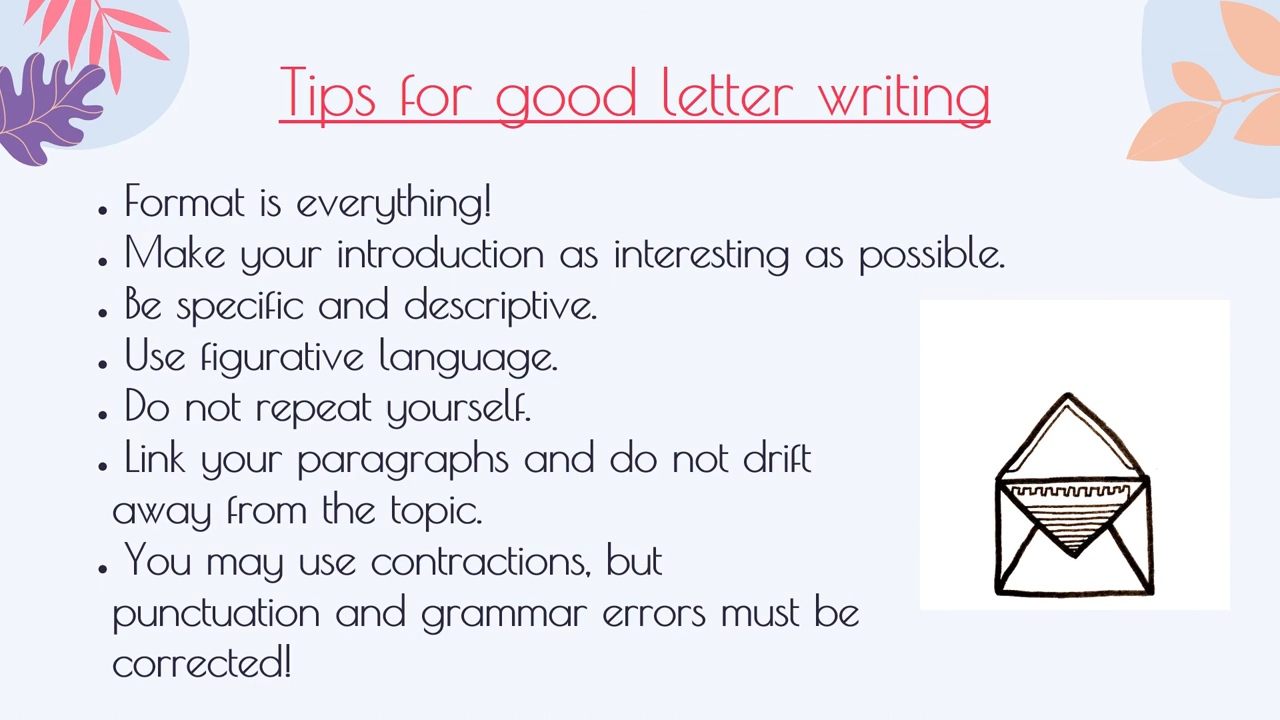 Tips for good letter writing
• Format is everything!
• Make your introduction as interesting as possible.
• Be specific and descriptive.
• Use figurative language.
• Do not repeat yourself.
• Link your paragraphs and do not drift
away from the topic.
• You may use contractions, but
punctuation and grammar errors must be
corrected!